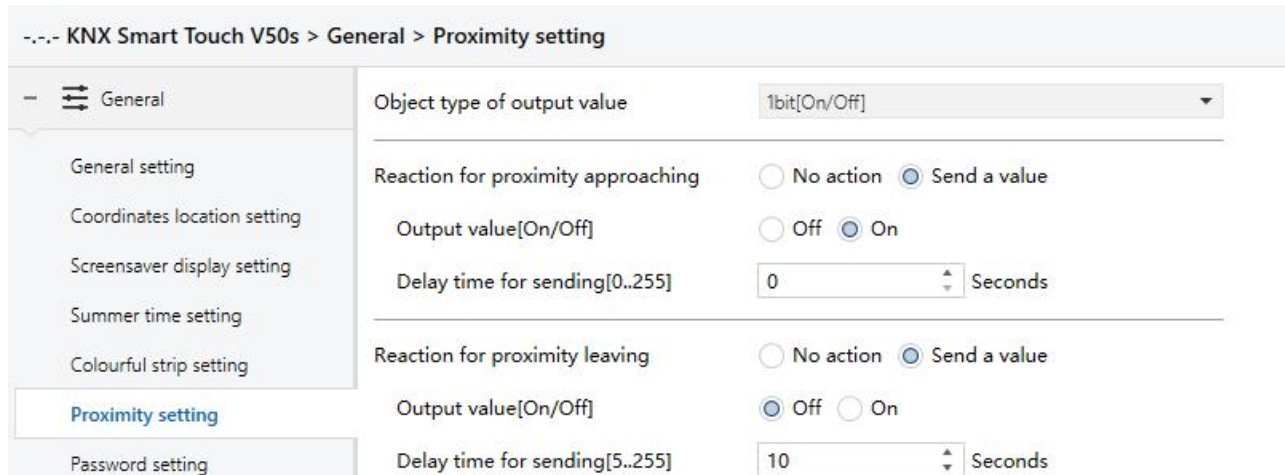 -.-.- KNX Smart Touch V50s > General > Proximity setting
General
General setting
Coordinates location setting
Screensaver display setting
Summer time setting
Colourful strip setting
Proximity setting
Password setting
Object type of output value 1bit[On/Off]
Reaction for proximity approaching No action Send a value
Output value[On/Off] Off On
Delay time for sending[0..255] 0 Seconds
Reaction for proximity leaving No action Send a value
Output value[On/Off] Off On
Delay time for sending[5..255] 10 Seconds